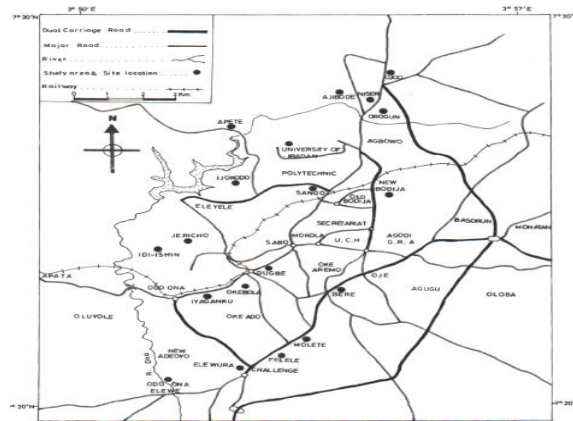 3° 50'
3° 57'
7° 30'N
7° 30'
Dual Carriage Road
Major Road
River
Study area & Site location
Railway
0 1 2 3 Km
N
OJOO
AJIBODE
NISER
OROGUN
APETE
AGBOWO
UNIVERSITY OF
IBADAN
POLYTECHNIC
IJOKODO
SANGO
NEW
BODIJA
OLD
BODIJA
ELEYELE
SECRETARIAT
BASORUN
MONATAN
JERICHO
MOKOLA
U.C.H
AGODI
G.R.A
SABO
IDI-ISHIN
OKE
AREMO
OJE
DUGBE
APATA
ODO ONA
OKEBOLA
BERE
AGUGU
OLOBA
IYAGANKU
OLUYOLE
OKE ADO
NEW
ADEOYO
MOLETE
FELELE
ELEWURA
CHALLENGE
R. ONA
ODO ONA
ELEWE
7° 20'